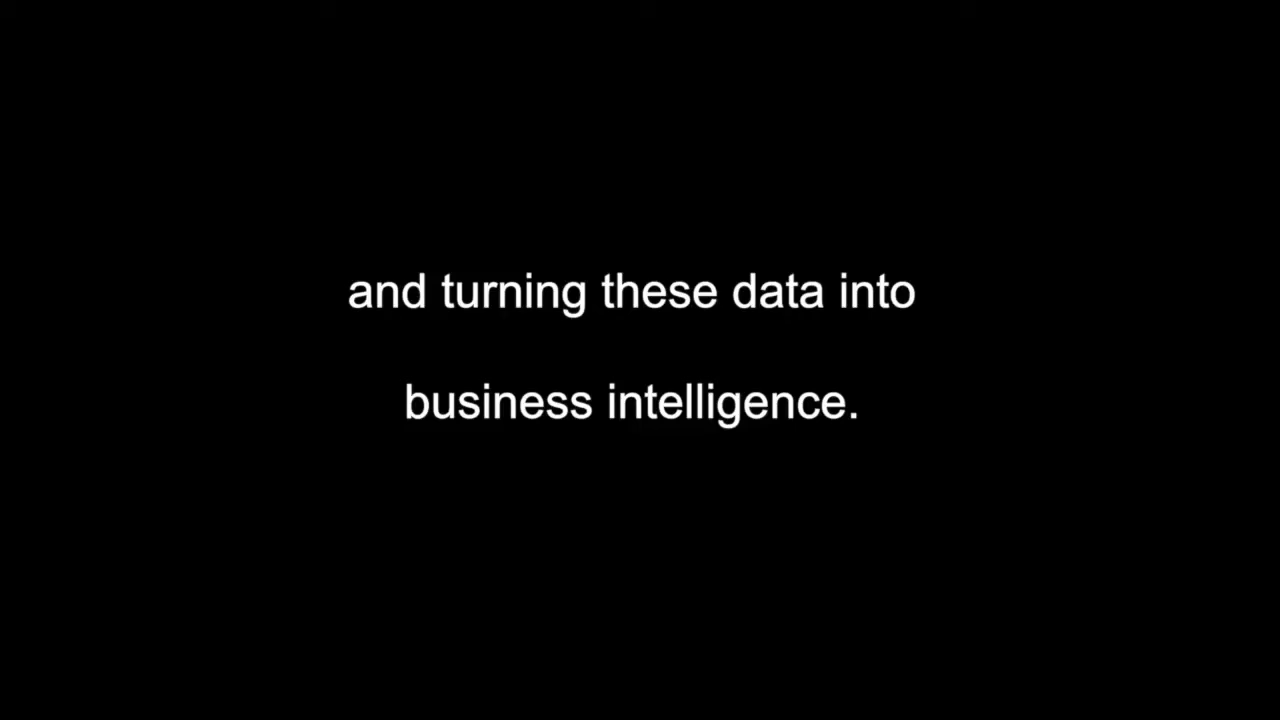 and turning these data into
business intelligence.